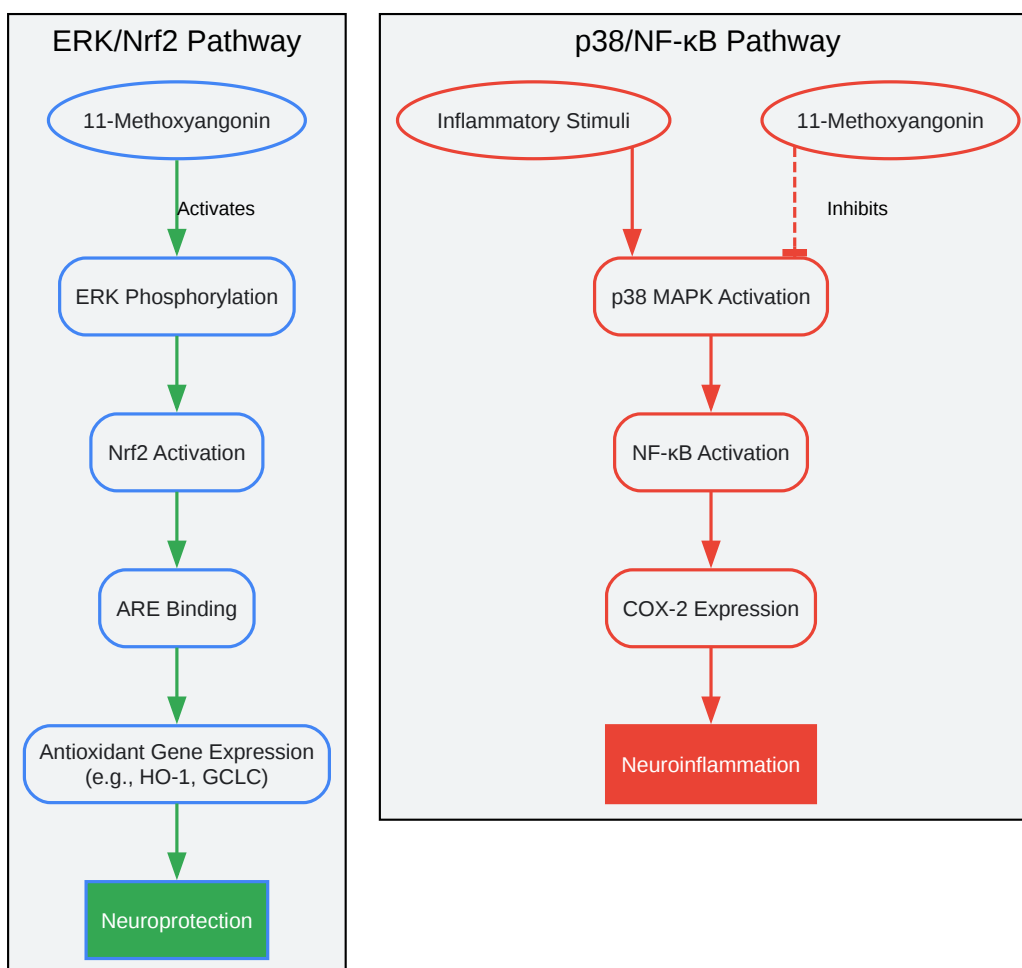 ERK/Nrf2 Pathway
11-Methoxyangonin
Activates
ERK Phosphorylation
Nrf2 Activation
ARE Binding
Antioxidant Gene Expression
(e.g., HO-1, GCLC)
Neuroprotection
p38/NF-κB Pathway
Inflammatory Stimuli
11-Methoxyangonin
Inhibits
p38 MAPK Activation
NF-κB Activation
COX-2 Expression
Neuroinflammation